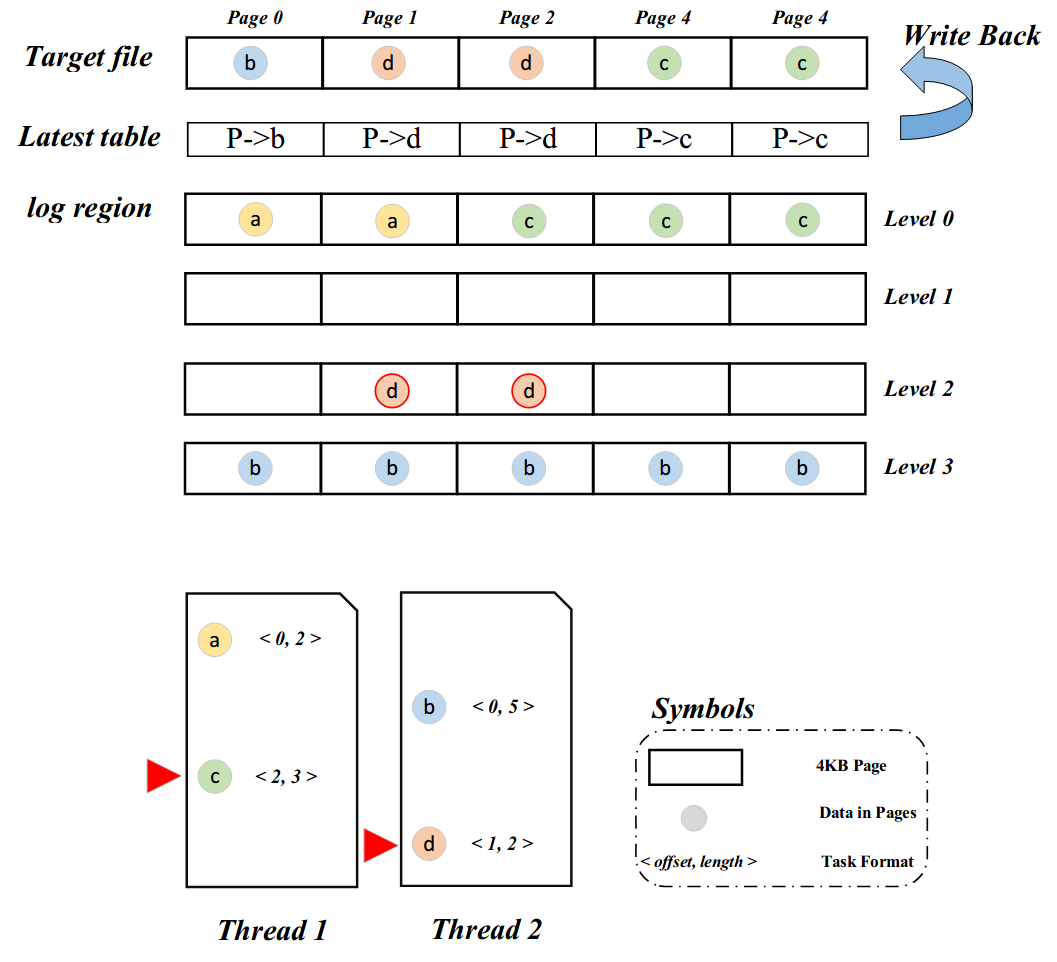 Page 0 Page 1 Page 2 Page 4 Page 4
Write Back
Target file b d d c c
Latest table P->b P->d P->d P->c P->c
log region a a c c c Level 0
Level 1
d d Level 2
b b b b b Level 3
a < 0, 2 >
b < 0, 5 >
c < 2, 3 >
d < 1, 2 >
Thread 1 Thread 2
Symbols
4KB Page
Data in Pages
< offset, length > Task Format